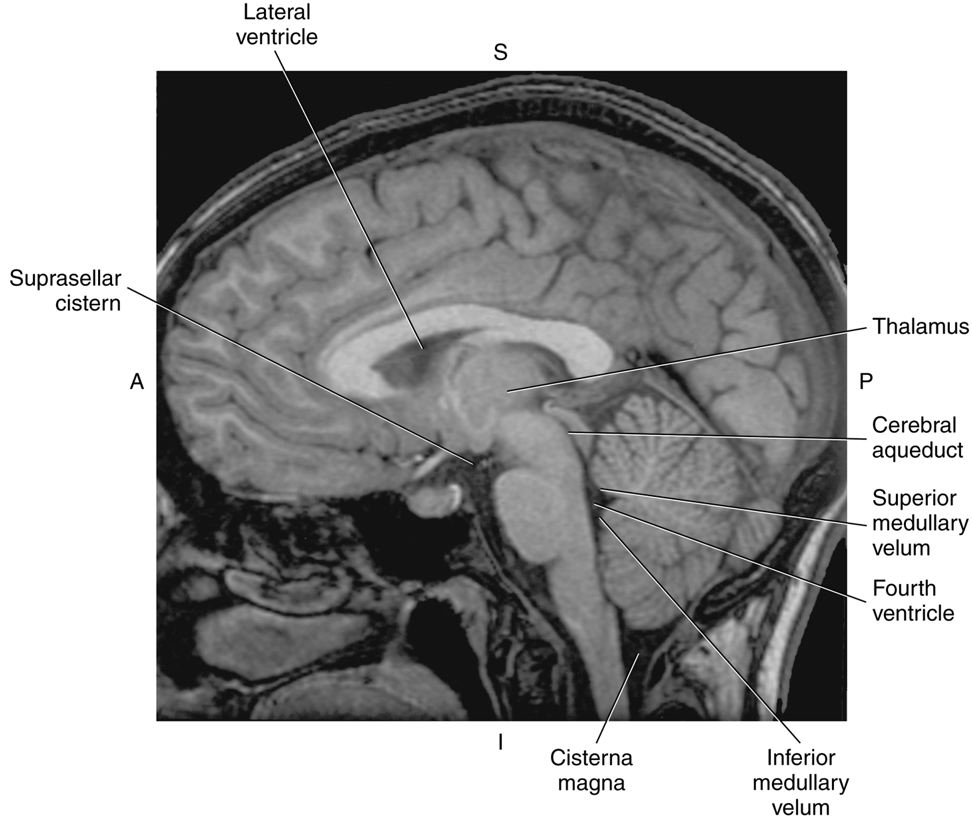 Lateral
ventricle
S
Suprasellar
cistern
Thalamus
A
P
Cerebral
aqueduct
Superior
medullary
velum
Fourth
ventricle
I
Cisterna
magna
Inferior
medullary
velum